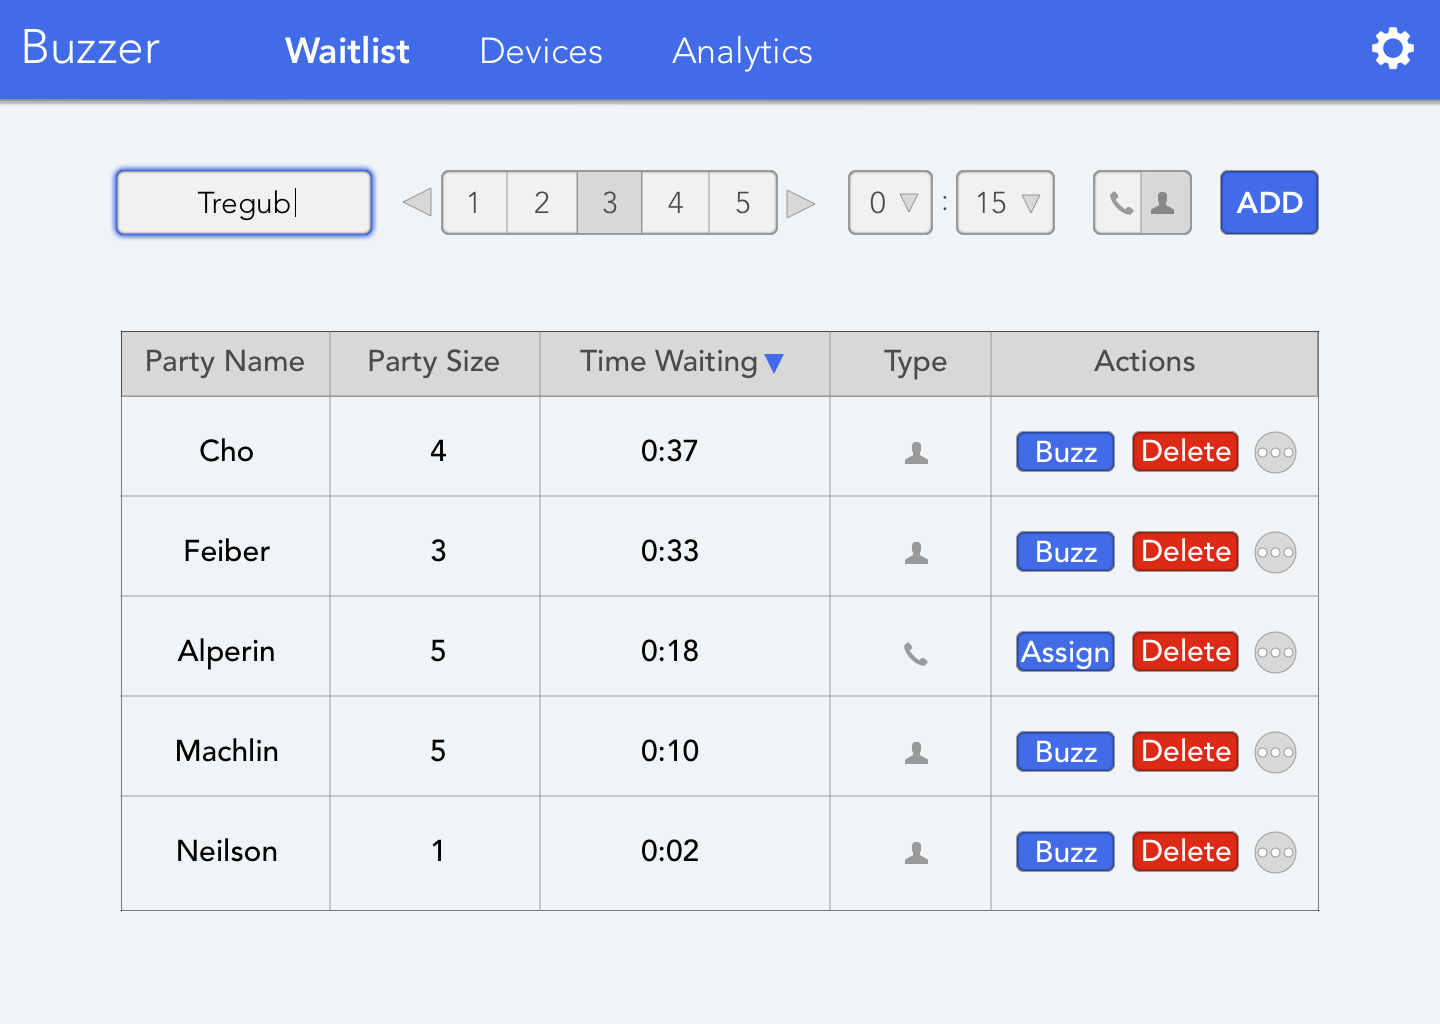 Buzzer Waitlist Devices Analytics
Tregub 1 2 3 4 5 0 : 15 ADD
Party Name Party Size Time Waiting Type Actions
Cho 4 0:37 Buzz Delete
Feiber 3 0:33 Buzz Delete
Alperin 5 0:18 Assign Delete
Machlin 5 0:10 Buzz Delete
Neilson 1 0:02 Buzz Delete